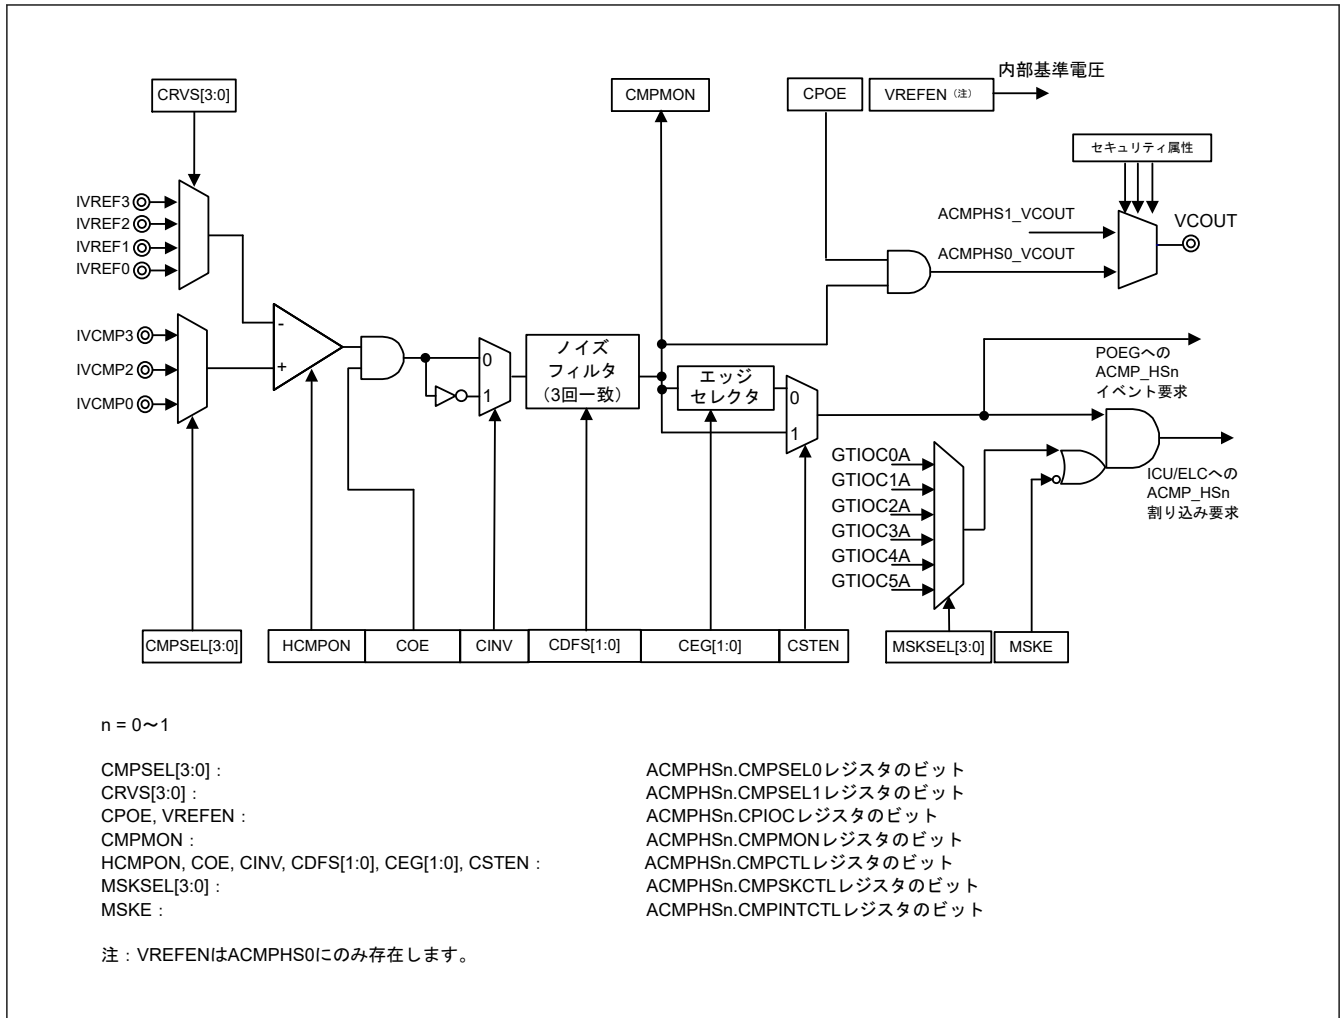 内部基準電圧
CRVS[3:0]
CMPMON
CPOE
VREFEN (注)
セキュリティ属性
IVREF3
IVREF2
IVREF1
IVREF0
ACMPHS1_VCOUT
VCOUT
ACMPHS0_VCOUT
IVCMP3
IVCMP2
IVCMP0
-
+
0
1
ノイズ
フィルタ
(3回一致)
エッジ
セレクタ
0
1
POEGへの
ACMP_HSn
イベント要求
GTIOC0A
GTIOC1A
GTIOC2A
GTIOC3A
GTIOC4A
GTIOC5A
ICU/ELCへの
ACMP_HSn
割り込み要求
CMPSEL[3:0]
HCMPON
COE
CINV
CDFS[1:0]
CEG[1:0]
CSTEN
MSKSEL[3:0]
MSKE
n = 0～1
CMPSEL[3:0] : ACMPHSn.CMPSEL0レジスタのビット
CRVS[3:0] : ACMPHSn.CMPSEL1レジスタのビット
CPOE, VREFEN : ACMPHSn.CPIOCレジスタのビット
CMPMON : ACMPHSn.CMPMONレジスタのビット
HCMPON, COE, CINV, CDFS[1:0], CEG[1:0], CSTEN : ACMPHSn.CMPCTLレジスタのビット
MSKSEL[3:0] : ACMPHSn.CMPSKCTLレジスタのビット
MSKE : ACMPHSn.CMPINTCTLレジスタのビット
注 : VREFENはACMPHS0にのみ存在します。